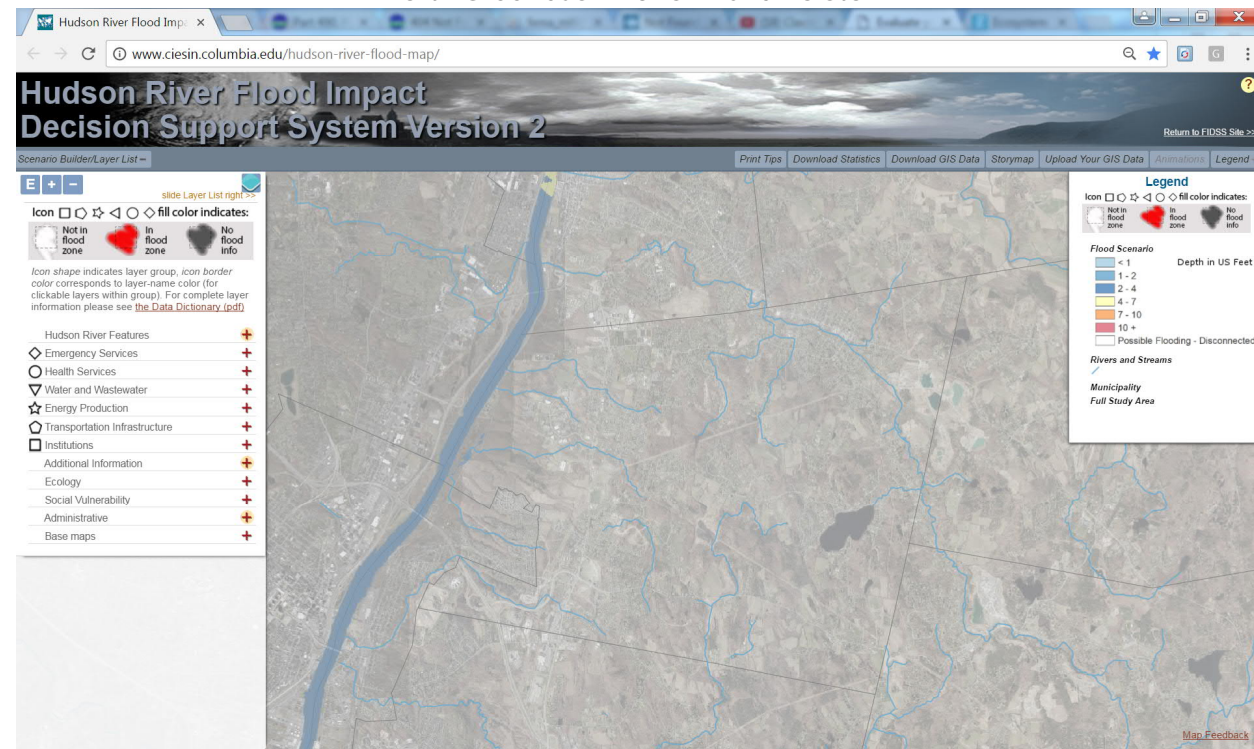 Hudson River Flood Impa
www.ciesin.columbia.edu/hudson-river-flood-map/
G
Hudson River Flood Impact
Decision Support System Version 2
?
Return to FIDSS Site >>
Scenario Builder/Layer List –
Print Tips
Download Statistics
Download GIS Data
Storymap
Upload Your GIS Data
Animations
Legend
E + –
slide Layer List right >>
Icon fill color indicates:
Not in flood zone
In flood zone
No flood info
Icon shape indicates layer group, icon border
color corresponds to layer-name color (for
clickable layers within group). For complete layer
information please see the Data Dictionary (pdf)
Hudson River Features +
Emergency Services +
Health Services +
Water and Wastewater +
Energy Production +
Transportation Infrastructure +
Institutions +
Additional Information +
Ecology +
Social Vulnerability +
Administrative +
Base maps +
Legend
Icon fill color indicates:
Not in flood zone
In flood zone
No flood info
Flood Scenario
< 1 Depth in US Feet
1 - 2
2 - 4
4 - 7
7 - 10
10 +
Possible Flooding - Disconnected
Rivers and Streams
Municipality
Full Study Area
Map Feedback